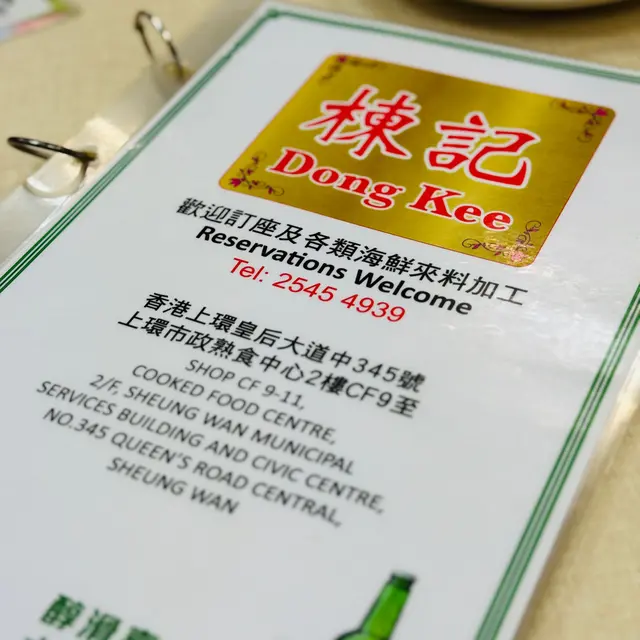 棟記
Dong Kee
歡迎訂座及各類海鮮來料加工
Reservations Welcome
Tel: 2545 4939
香港上環皇后大道中345號
上環市政熟食中心2樓CF9至
SHOP CF 9-11,
COOKED FOOD CENTRE,
2/F, SHEUNG WAN MUNICIPAL
SERVICES BUILDING AND CIVIC CENTRE,
NO.345 QUEEN'S ROAD CENTRAL,
SHEUNG WAN
醇滑